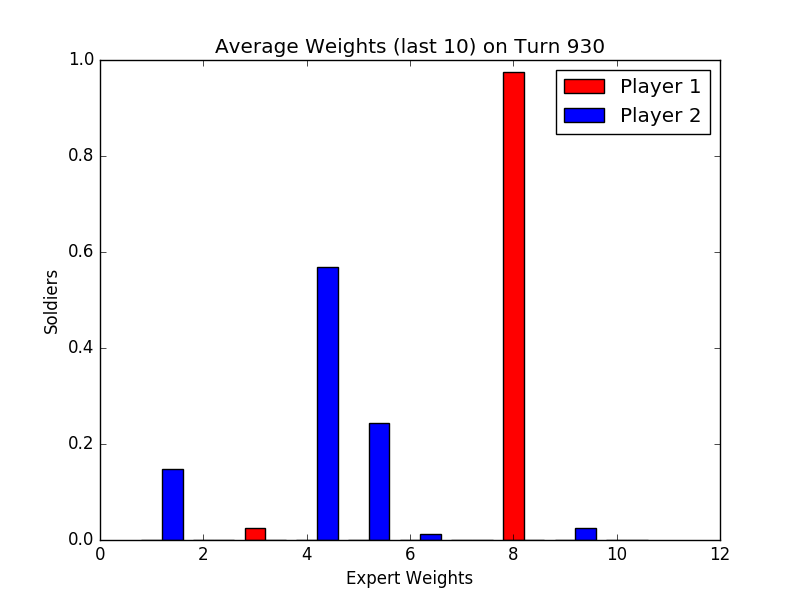 Average Weights (last 10) on Turn 930
Player 1
Player 2
1.0
0.8
0.6
0.4
0.2
0.0
Soldiers
0 2 4 6 8 10 12
Expert Weights